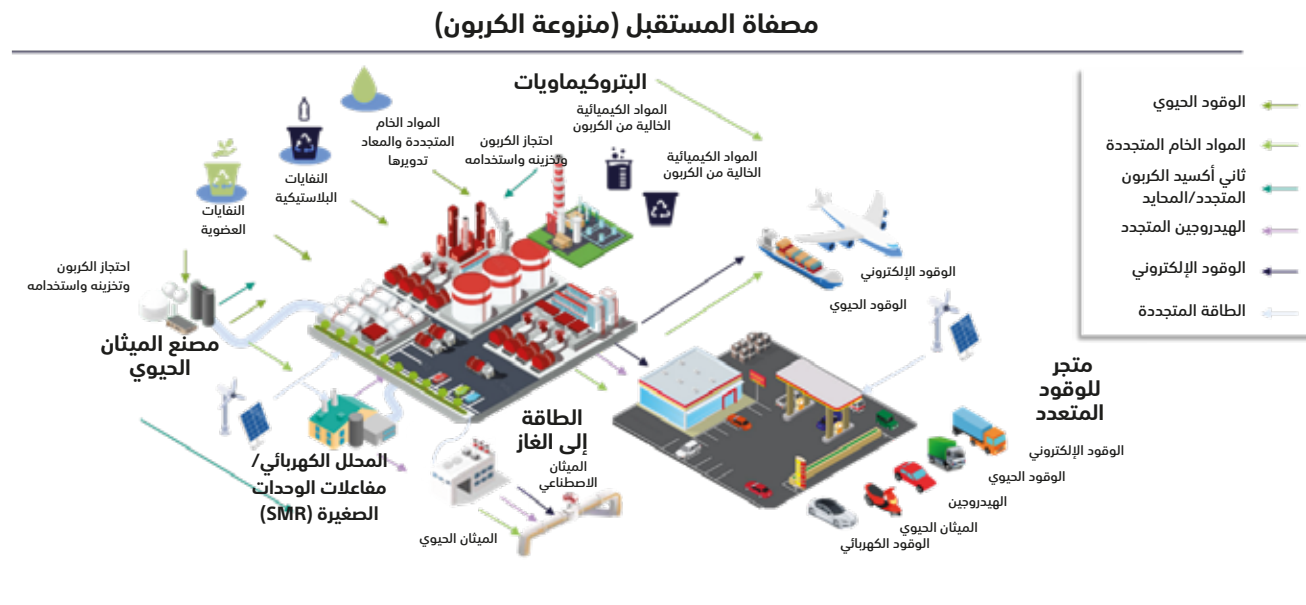 مصفاة المستقبل (منزوعة الكربون)
الوقود الحيوي
المواد الخام المتجددة
ثاني أكسيد الكربون
المتجدد/المحايد
الهيدروجين المتجدد
الوقود الإلكتروني
الطاقة المتجددة
البتروكيماويات
المواد الكيميائية
الخالية من الكربون
المواد الكيميائية
الخالية من الكربون
احتجاز الكربون
وتخزينه واستخدامه
المواد الخام
المتجددة والمعاد
تدويرها
النفايات
البلاستيكية
النفايات
العضوية
احتجاز الكربون
وتخزينه واستخدامه
مصنع الميثان
الحيوي
الوقود الإلكتروني
الوقود الحيوي
متجر
للوقود
المتعدد
الوقود الإلكتروني
الوقود الحيوي
الهيدروجين
الميثان الحيوي
الوقود الكهربائي
الطاقة
إلى الغاز
الميثان
الاصطناعي
الميثان الحيوي
المحلل الكهربائي/
مفاعلات الوحدات
الصغيرة (SMR)